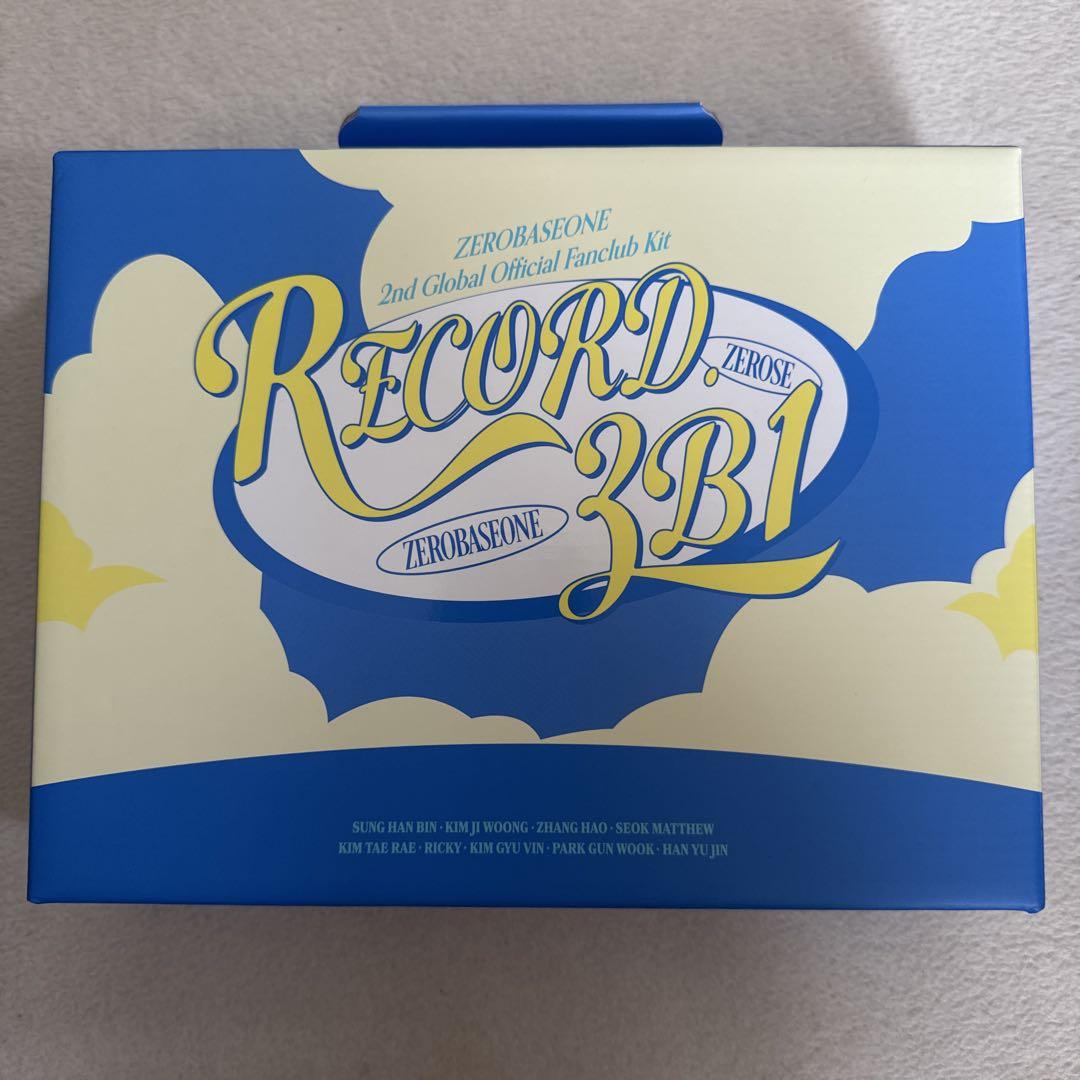 ZEROBASEONE
2nd Global Official Fanclub Kit
RECORD.
ZEROSE
ZB1
ZEROBASEONE
SUNG HAN BIN · KIM JI WOONG · ZHANG HAO · SEOK MATTHEW
KIM TAE RAE · RICKY · KIM GYU VIN · PARK GUN WOOK · HAN YU JIN